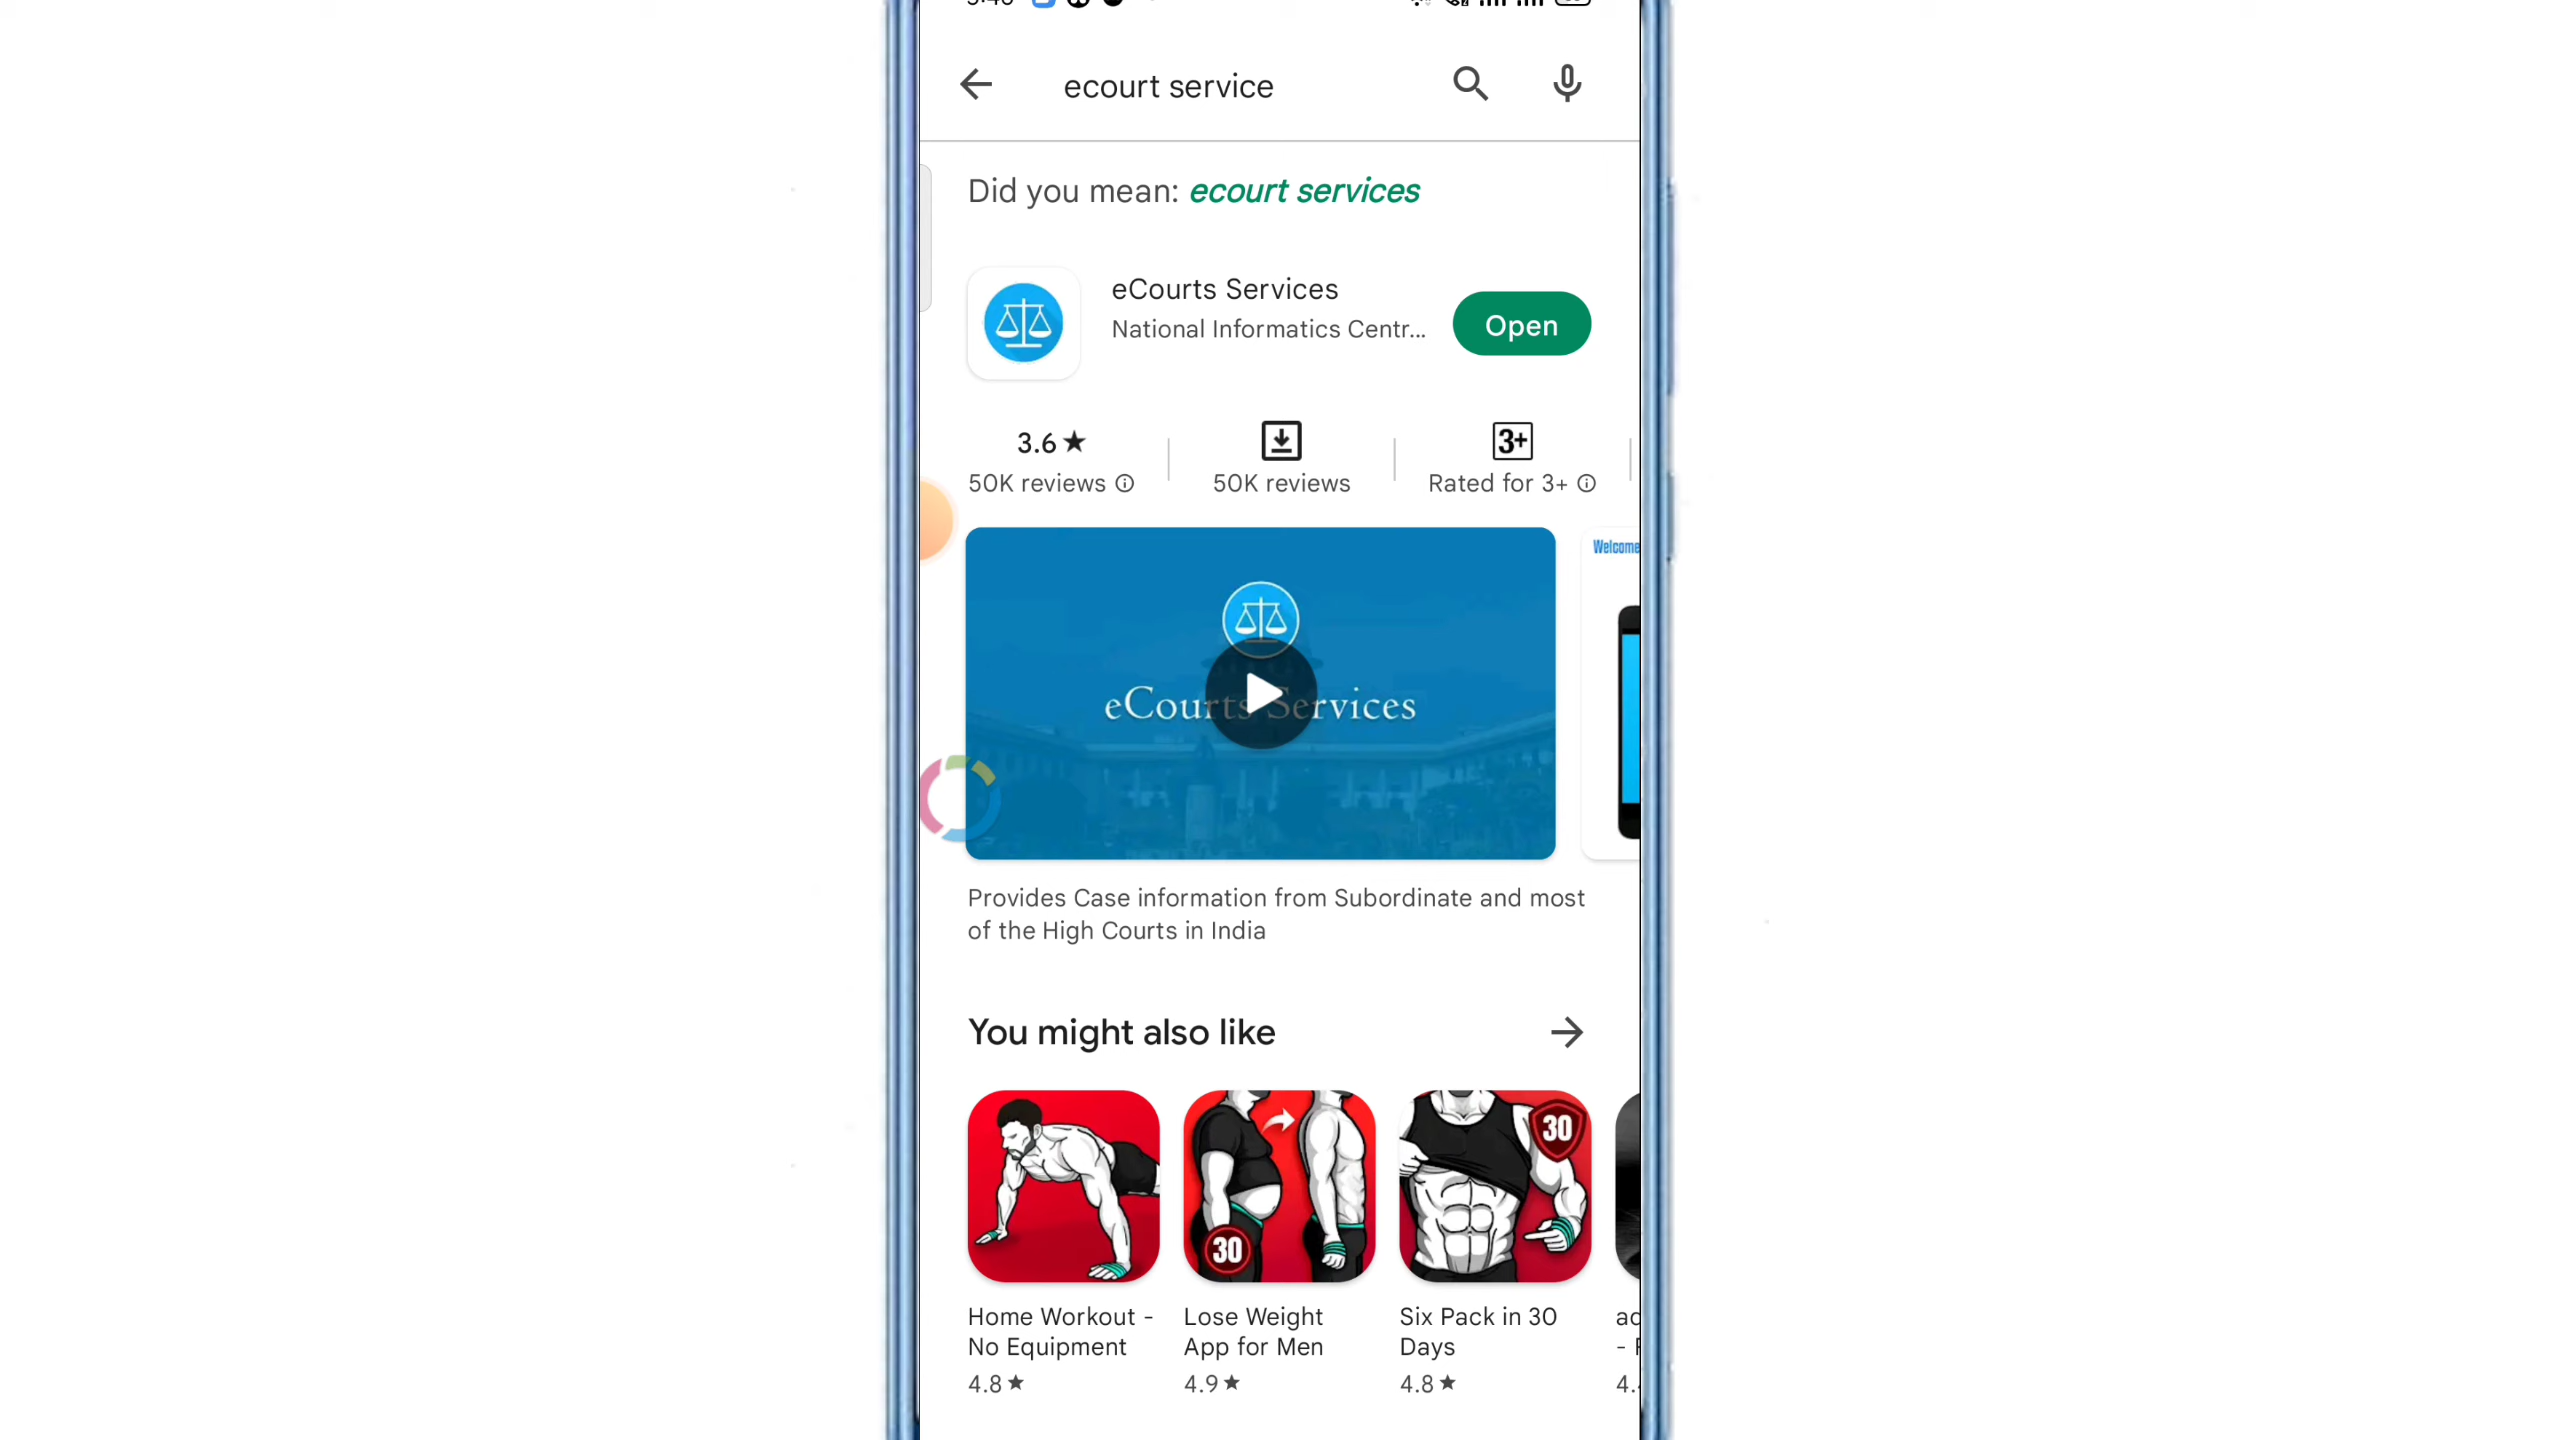 ecourt service
Did you mean: ecourt services
eCourts Services
National Informatics Centr...
Open
3.6 ★
50K reviews
50K reviews
3+
Rated for 3+
Welcome
eCourts Services
Provides Case information from Subordinate and most
of the High Courts in India
You might also like
30
30
Home Workout -
No Equipment
4.8 ★
Lose Weight
App for Men
4.9 ★
Six Pack in 30
Days
4.8 ★